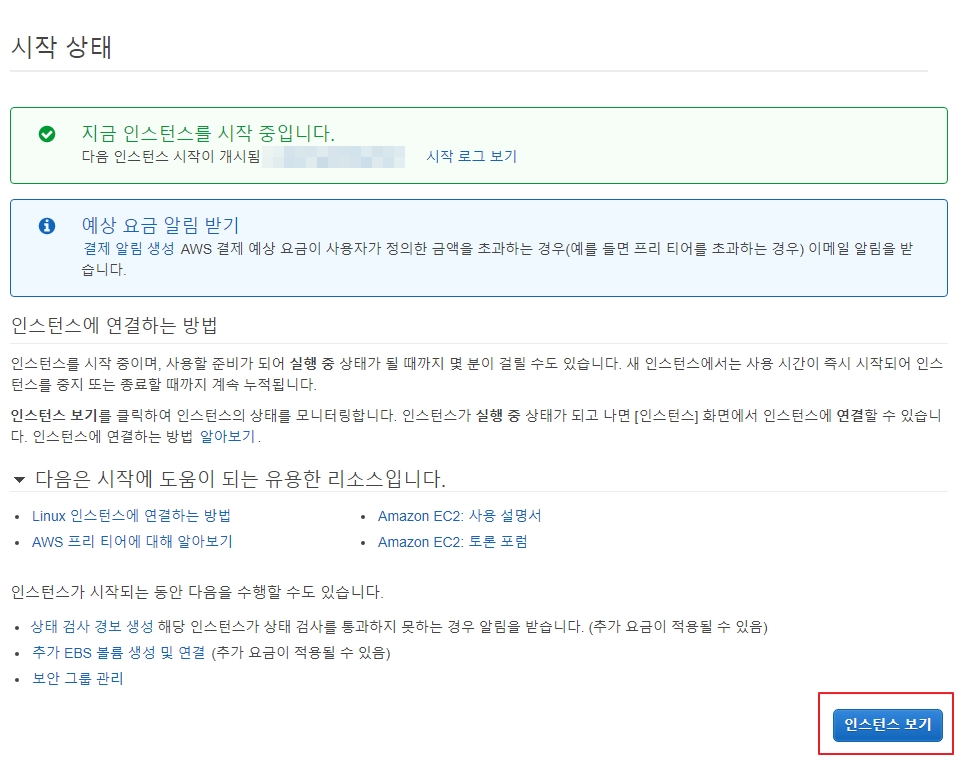 시작 상태
지금 인스턴스를 시작 중입니다.
다음 인스턴스 시작이 개시됨 시작 로그 보기
예상 요금 알림 받기
결제 알림 생성 AWS 결제 예상 요금이 사용자가 정의한 금액을 초과하는 경우(예를 들면 프리 티어를 초과하는 경우) 이메일 알림을 받
습니다.
인스턴스에 연결하는 방법
인스턴스를 시작 중이며, 사용할 준비가 되어 실행 중 상태가 될 때까지 몇 분이 걸릴 수도 있습니다. 새 인스턴스에서는 사용 시간이 즉시 시작되어 인스
턴스를 중지 또는 종료할 때까지 계속 누적됩니다.
인스턴스 보기를 클릭하여 인스턴스의 상태를 모니터링합니다. 인스턴스가 실행 중 상태가 되고 나면 [인스턴스] 화면에서 인스턴스에 연결할 수 있습니
다. 인스턴스에 연결하는 방법 알아보기.
다음은 시작에 도움이 되는 유용한 리소스입니다.
• Linux 인스턴스에 연결하는 방법 • Amazon EC2: 사용 설명서
• AWS 프리 티어에 대해 알아보기 • Amazon EC2: 토론 포럼
인스턴스가 시작되는 동안 다음을 수행할 수도 있습니다.
• 상태 검사 경보 생성 해당 인스턴스가 상태 검사를 통과하지 못하는 경우 알림을 받습니다. (추가 요금이 적용될 수 있음)
• 추가 EBS 볼륨 생성 및 연결 (추가 요금이 적용될 수 있음)
• 보안 그룹 관리
인스턴스 보기